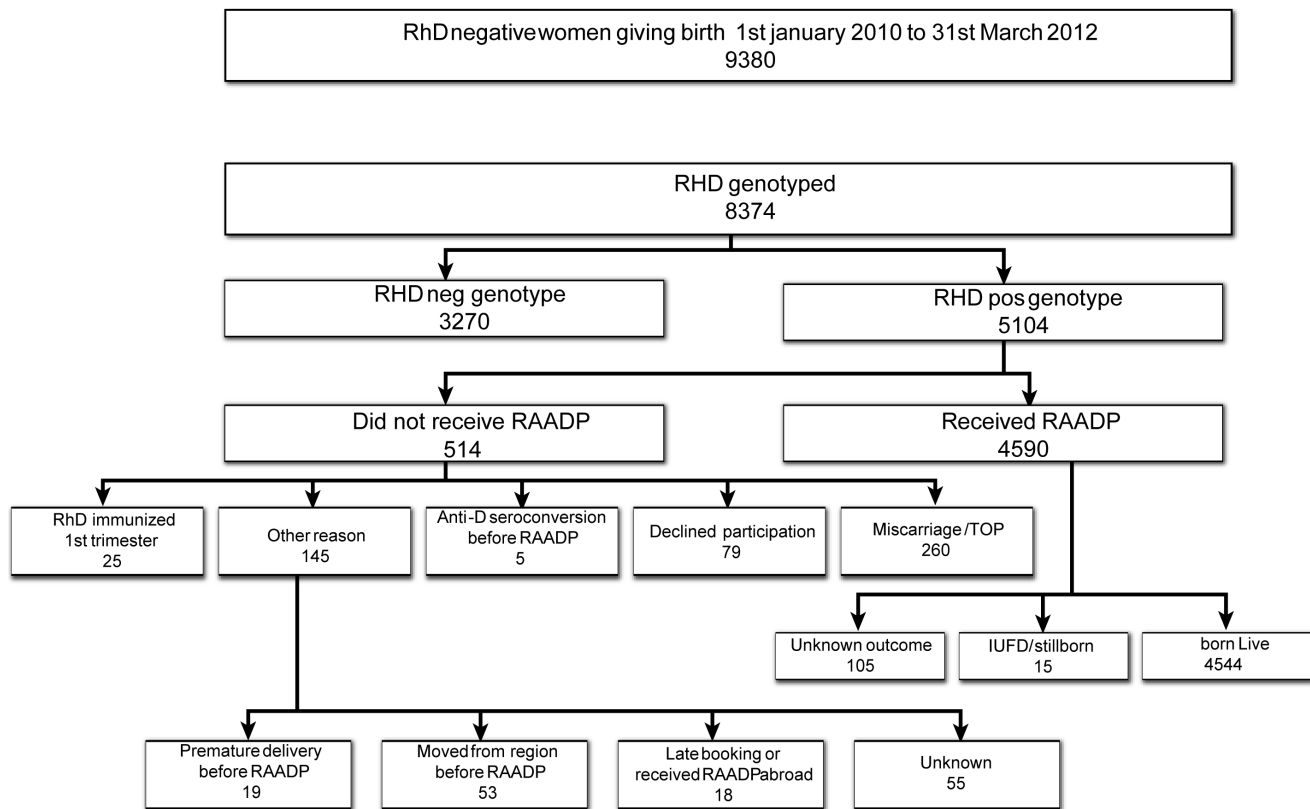 RhD negative women giving birth 1st january 2010 to 31st March 2012
9380
RHD genotyped
8374
RHD neg genotype
3270
RHD pos genotype
5104
Did not receive RAADP
514
Received RAADP
4590
RhD immunized
1st trimester
25
Other reason
145
Anti-D seroconversion
before RAADP
5
Declined participation
79
Miscarriage/TOP
260
Unknown outcome
105
IUFD/stillborn
15
born Live
4544
Premature delivery
before RAADP
19
Moved from region
before RAADP
53
Late booking or
received RAADP abroad
18
Unknown
55